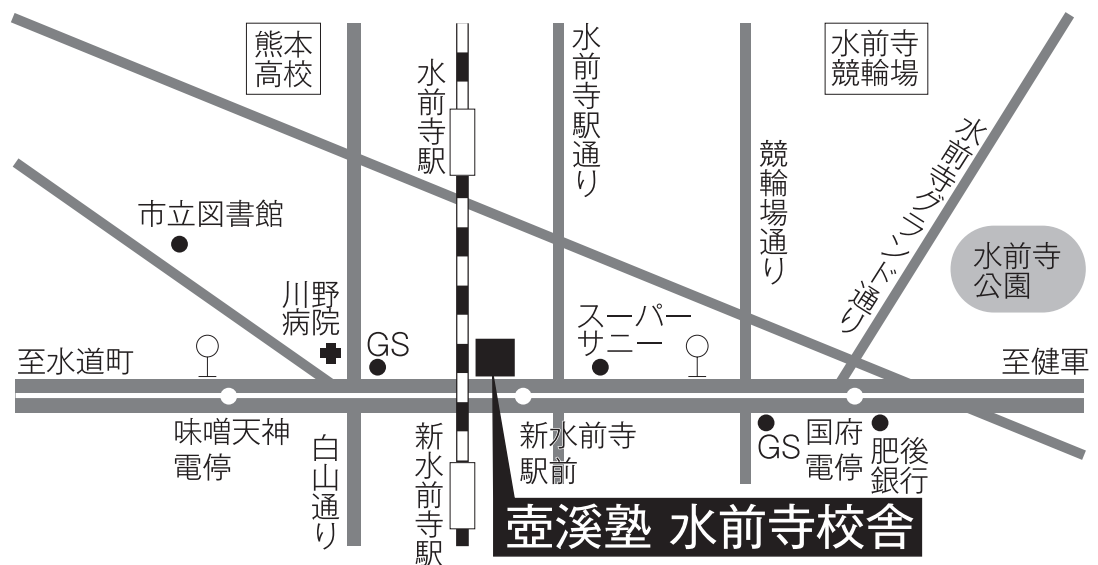 熊本
高校
水前寺駅
水前寺駅通り
水前寺
競輪場
競輪場通り
水前寺グランド通り
水前寺
公園
市立図書館
川野
病院
GS
スーパー
サニー
至水道町
至健軍
味噌天神
電停
白山通り
新水前寺駅
新水前寺
駅前
GS
国府
電停
肥後
銀行
壺溪塾 水前寺校舎